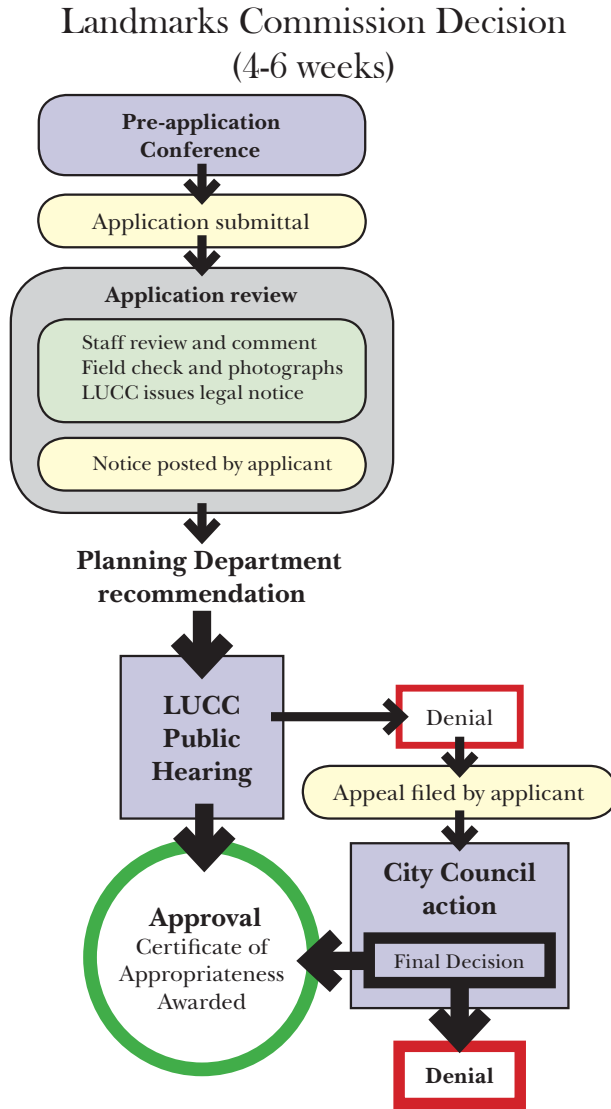 Landmarks Commission Decision
(4-6 weeks)
Pre-application
Conference
Application submittal
Application review
Staff review and comment
Field check and photographs
LUCC issues legal notice
Notice posted by applicant
Planning Department
recommendation
LUCC
Public
Hearing
Denial
Appeal filed by applicant
City Council
action
Final Decision
Approval
Certificate of
Appropriateness
Awarded
Denial